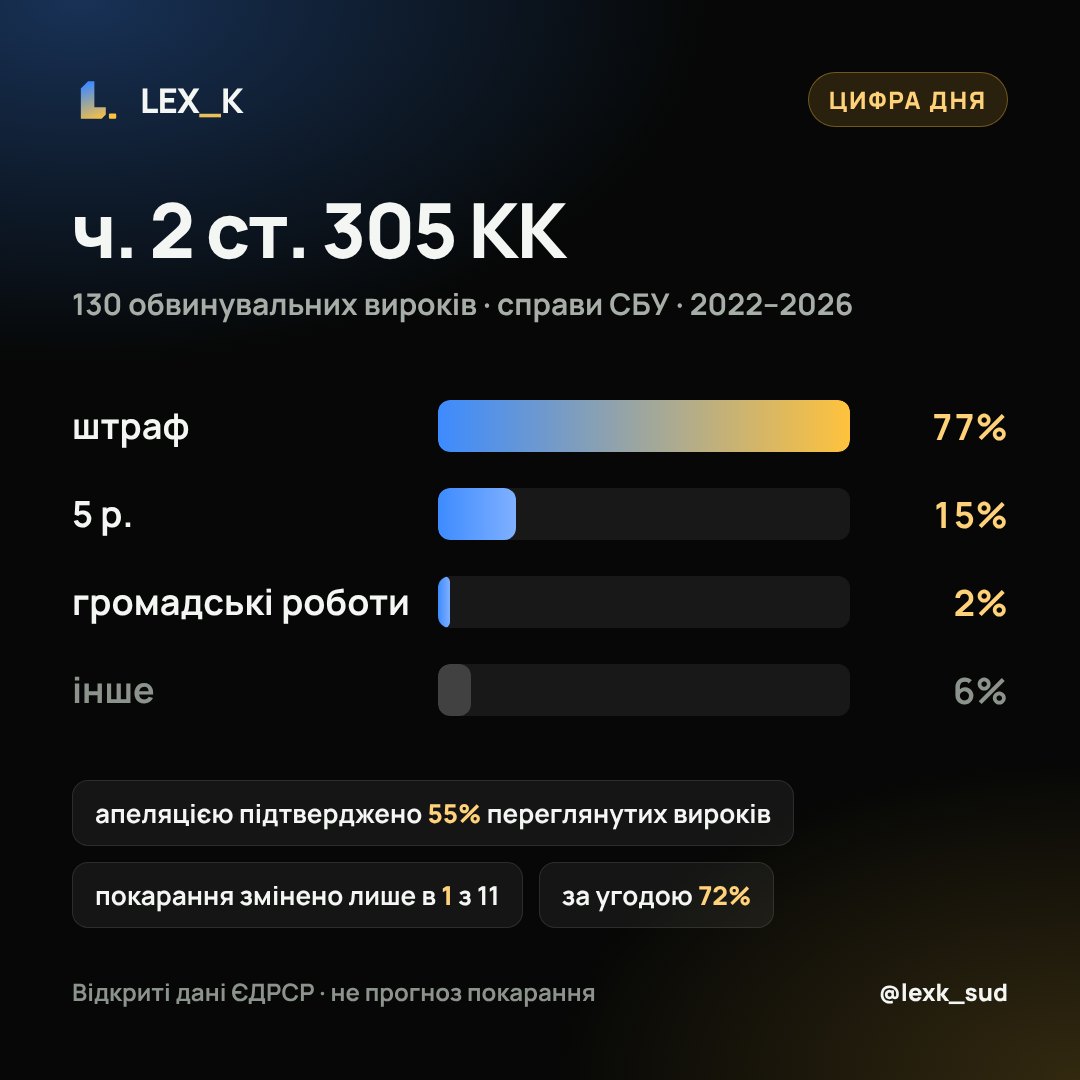 LEX_K
ЦИФРА ДНЯ
ч. 2 ст. 305 КК
130 обвинувальних вироків · справи СБУ · 2022–2026
штраф 77%
5 р. 15%
громадські роботи 2%
інше 6%
апеляцією підтверджено 55% переглянутих вироків
покарання змінено лише в 1 з 11
за угодою 72%
Відкриті дані ЄДРСР · не прогноз покарання
@lexk_sud